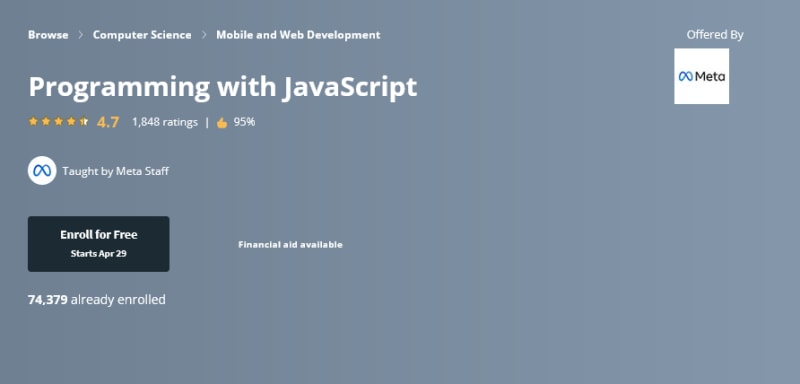 Browse > Computer Science > Mobile and Web Development
Offered By
Meta
Programming with JavaScript
4.7 1,848 ratings | 95%
Taught by Meta Staff
Enroll for Free
Starts Apr 29
Financial aid available
74,379 already enrolled